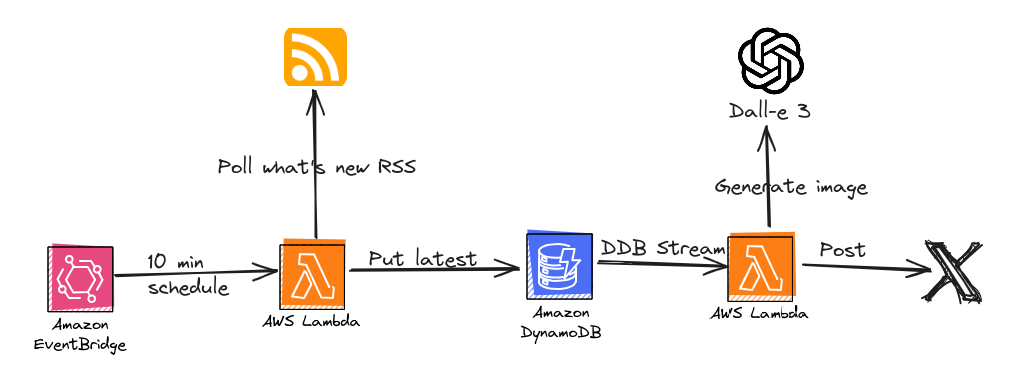 Dall-e 3
Poll what's new RSS
Generate image
10 min
schedule
Put latest
DDB Stream
Post
Amazon
EventBridge
AWS Lambda
Amazon
DynamoDB
AWS Lambda